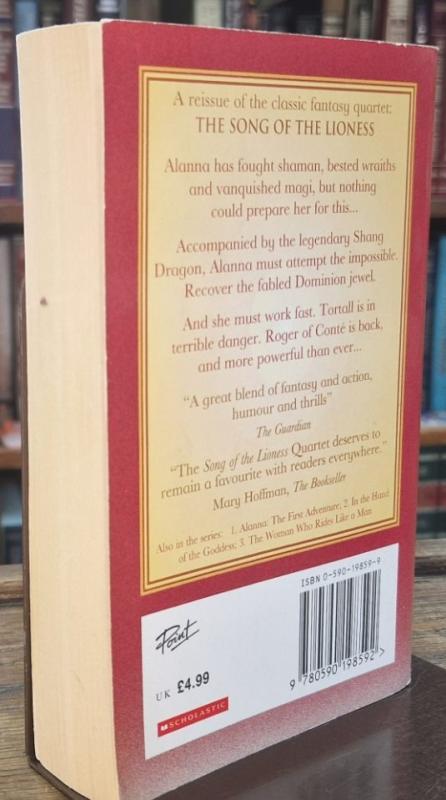 A reissue of the classic fantasy quartet:
THE SONG OF THE LIONESS
Alanna has fought shaman, bested wraiths
and vanquished magi, but nothing
could prepare her for this...
Accompanied by the legendary Shang
Dragon, Alanna must attempt the impossible.
Recover the fabled Dominion jewel.
And she must work fast. Tortall is in
terrible danger. Roger of Conté is back,
and more powerful than ever...
“A great blend of fantasy and action,
humour and thrills”
The Guardian
“The Song of the Lioness Quartet deserves to
remain a favourite with readers everywhere.”
Mary Hoffman, The Bookseller
Also in the series: 1. Alanna: The First Adventure; 2. In the Hand
of the Goddess; 3. The Woman Who Rides Like a Man
ISBN 0-590-19859-9
Point
UK £4.99
SCHOLASTIC
9 780590 198592 >